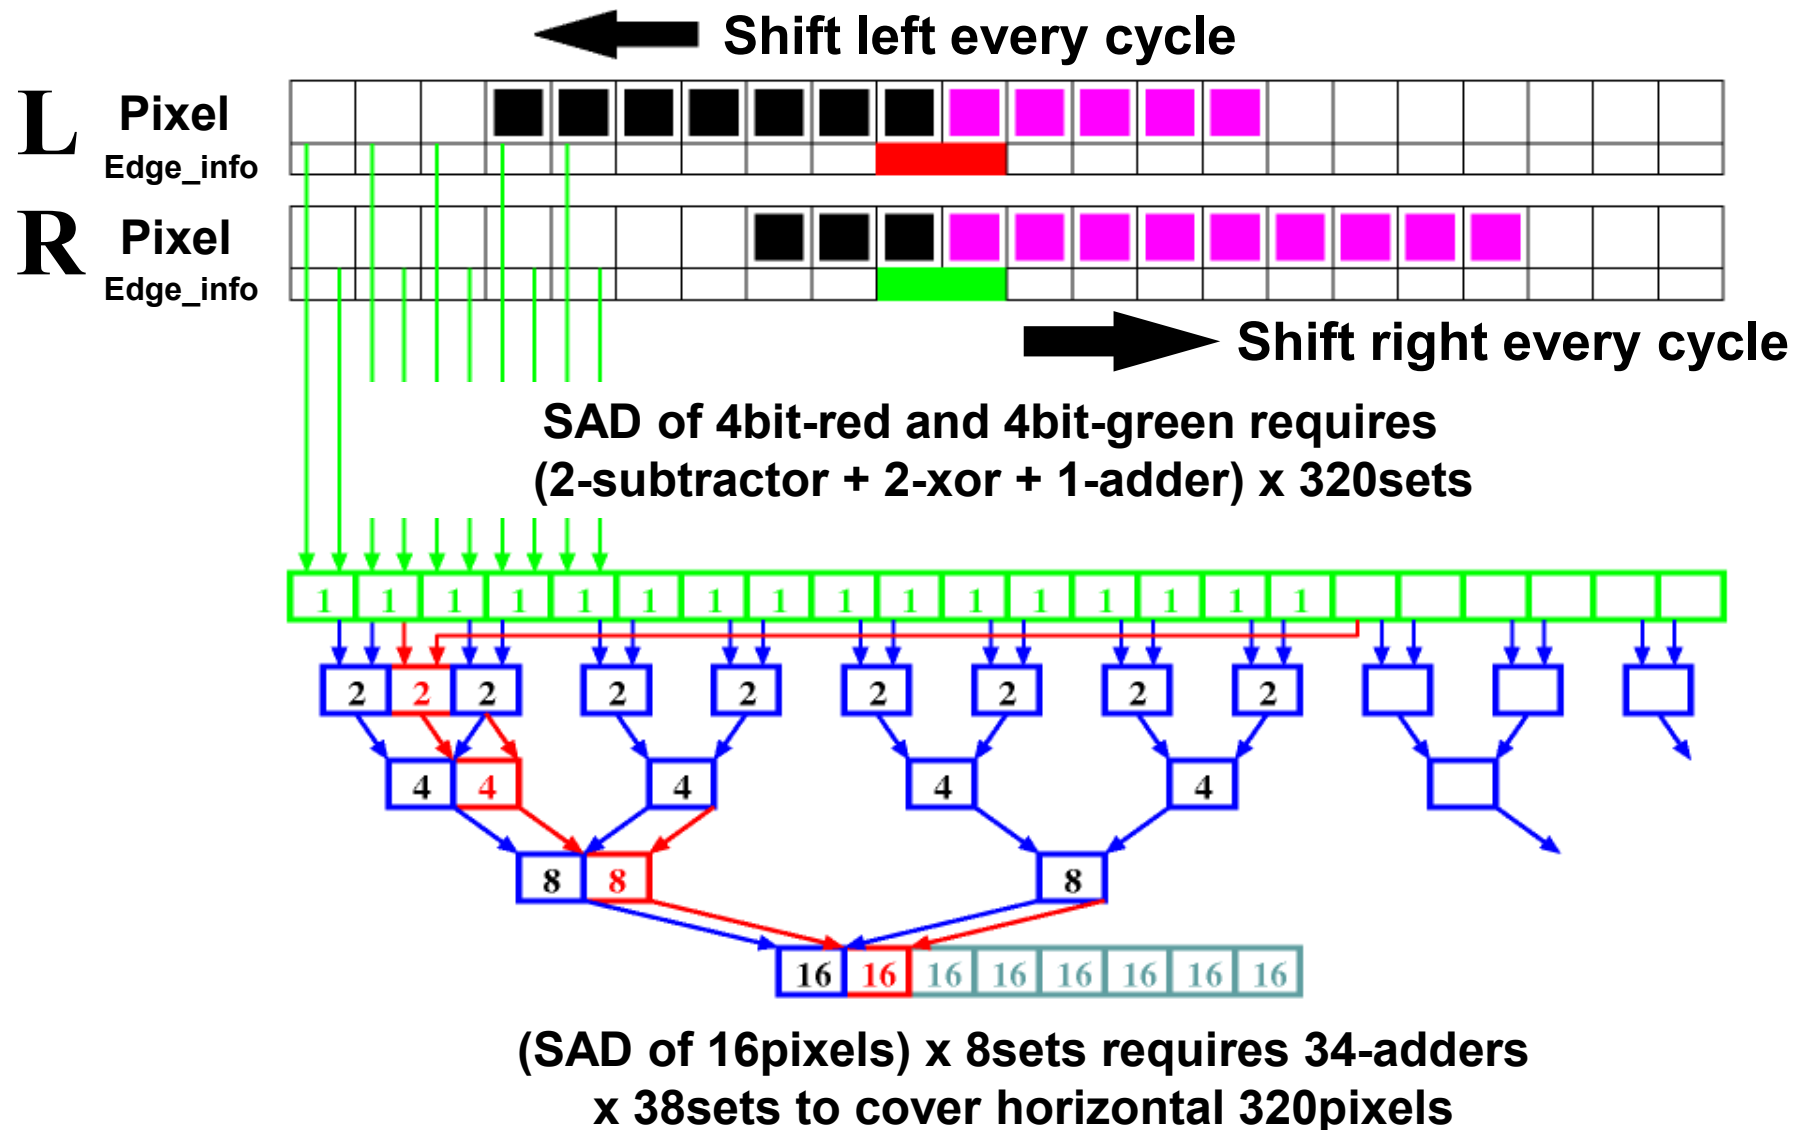 Shift left every cycle
L Pixel
Edge_info
R Pixel
Edge_info
Shift right every cycle
SAD of 4bit-red and 4bit-green requires
(2-subtractor + 2-xor + 1-adder) x 320sets
1 1 1 1 1 1 1 1 1 1 1 1 1 1 1 1
2 2 2 2 2 2 2 2 2
4 4 4 4 4
8 8 8
16 16 16 16 16 16 16 16
(SAD of 16pixels) x 8sets requires 34-adders
x 38sets to cover horizontal 320pixels